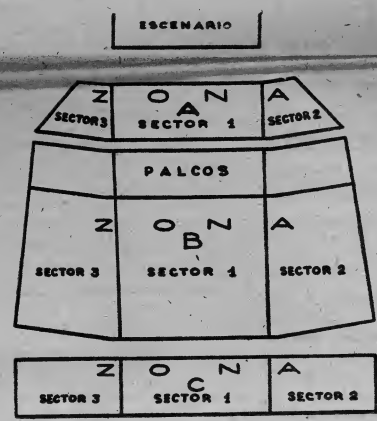 ESCENARIO
Z O N A
A
SECTOR 3 SECTOR 1 SECTOR 2
PALCOS
Z O N A
B
SECTOR 3 SECTOR 1 SECTOR 2
Z O N A
C
SECTOR 3 SECTOR 1 SECTOR 2